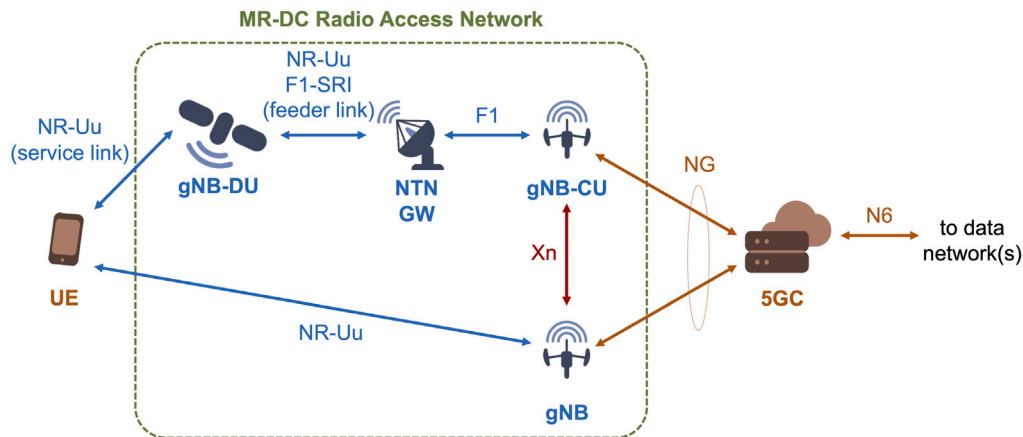 MR-DC Radio Access Network
NR-Uu
F1-SRI
(feeder link)
F1
NR-Uu
(service link)
gNB-DU
NTN
GW
gNB-CU
NG
N6
to data
network(s)
Xn
UE
5GC
NR-Uu
gNB